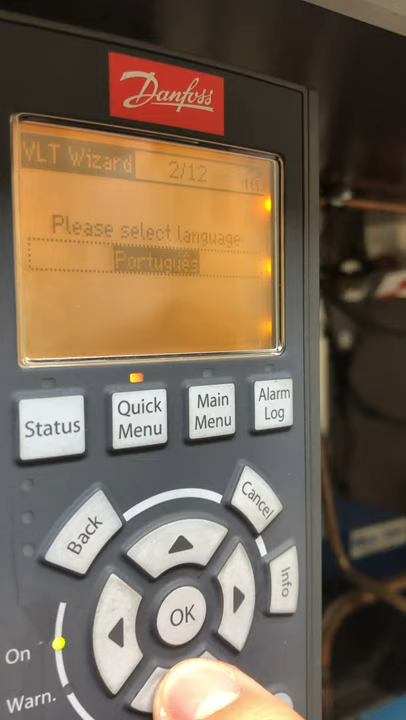 Danfoss
VLT Wizard 2/12
Please select language
Português
Status
Quick
Menu
Main
Menu
Alarm
Log
Back
Cancel
Info
OK
On
Warn.